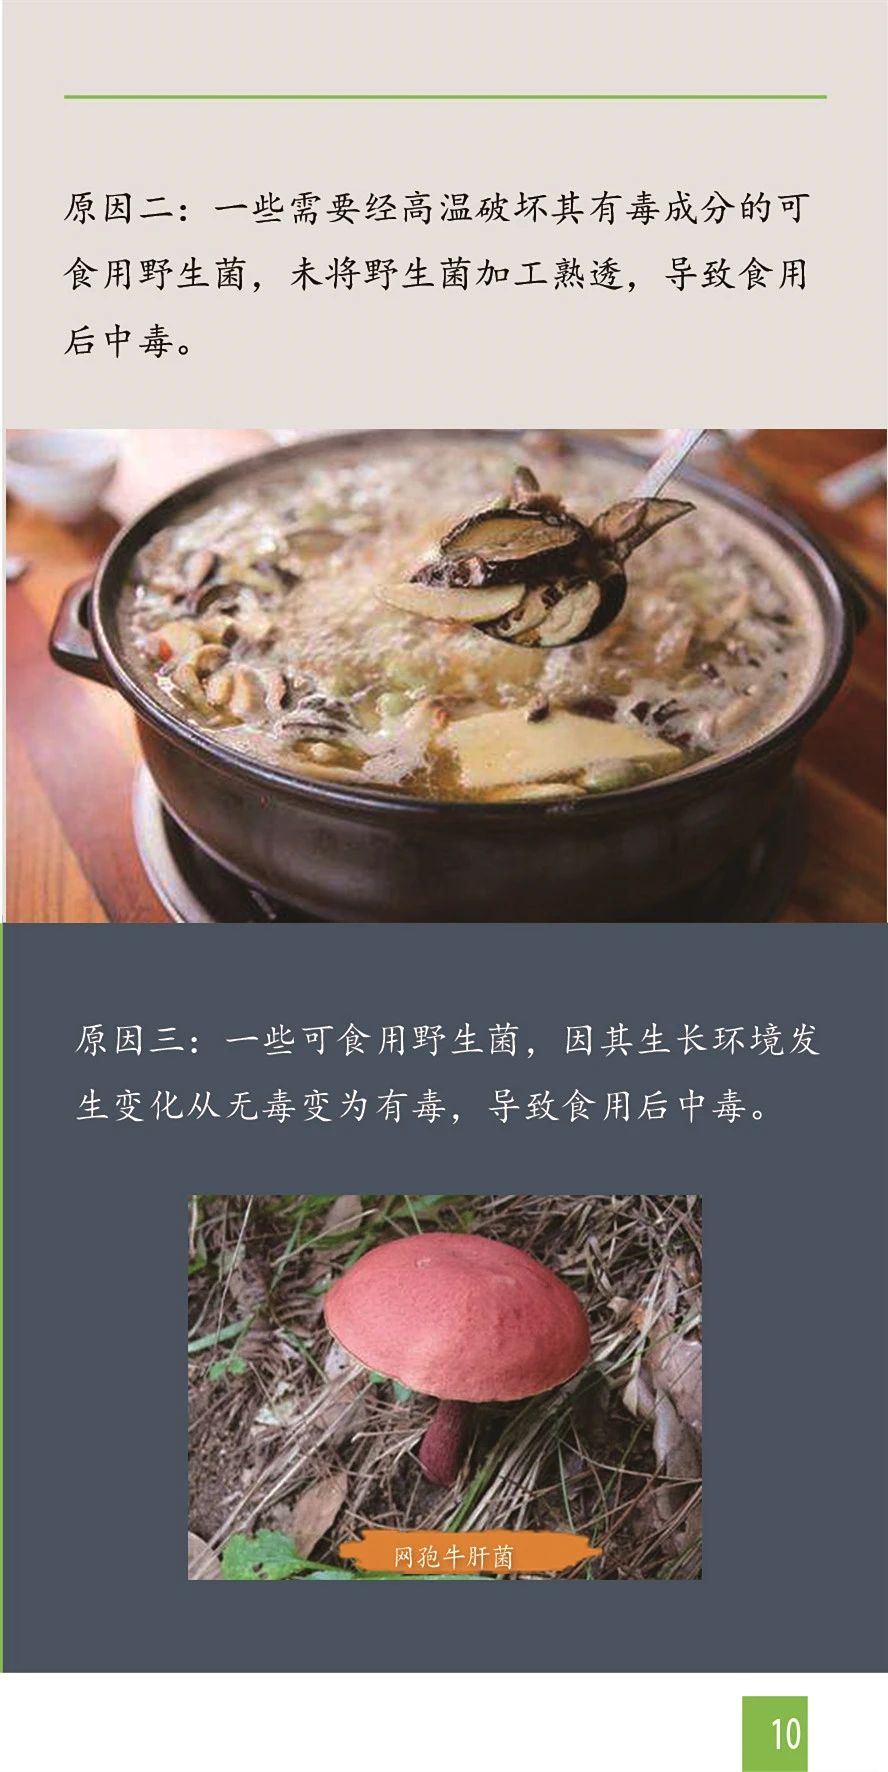 原因二：一些需要经高温破坏其有毒成分的可
食用野生菌，未将野生菌加工熟透，导致食用
后中毒。
原因三：一些可食用野生菌，因其生长环境发
生变化从无毒变为有毒，导致食用后中毒。
网孢牛肝菌
10